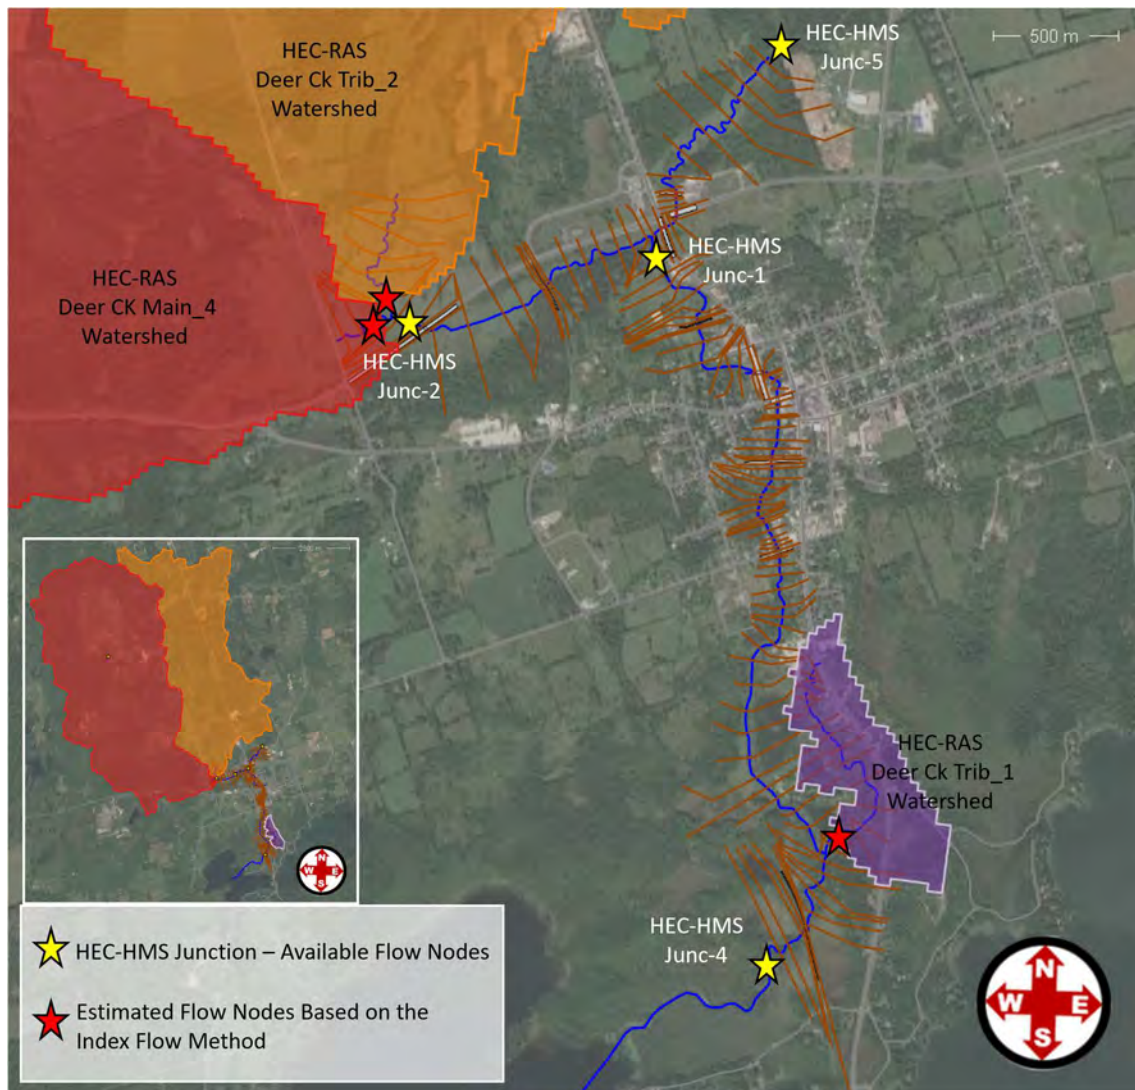 HEC-RAS
Deer Ck Trib_2
Watershed
HEC-HMS
Junc-5
500 m
HEC-RAS
Deer CK Main_4
Watershed
HEC-HMS
Junc-1
HEC-HMS
Junc-2
HEC-RAS
Deer Ck Trib_1
Watershed
HEC-HMS
Junc-4
N
W E
S
HEC-HMS Junction – Available Flow Nodes
Estimated Flow Nodes Based on the
Index Flow Method
N
W E
S